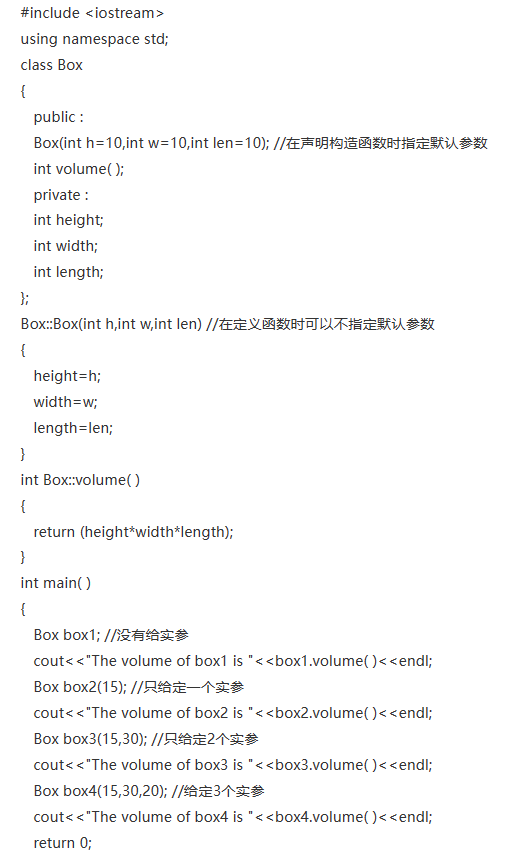 #include <iostream>
using namespace std;
class Box
{
public :
Box(int h=10,int w=10,int len=10); //在声明构造函数时指定默认参数
int volume( );
private :
int height;
int width;
int length;
};
Box::Box(int h,int w,int len) //在定义函数时可以不指定默认参数
{
height=h;
width=w;
length=len;
}
int Box::volume( )
{
return (height*width*length);
}
int main( )
{
Box box1; //没有给实参
cout<<"The volume of box1 is "<<box1.volume( )<<endl;
Box box2(15); //只给定一个实参
cout<<"The volume of box2 is "<<box2.volume( )<<endl;
Box box3(15,30); //只给定2个实参
cout<<"The volume of box3 is "<<box3.volume( )<<endl;
Box box4(15,30,20); //给定3个实参
cout<<"The volume of box4 is "<<box4.volume( )<<endl;
return 0;